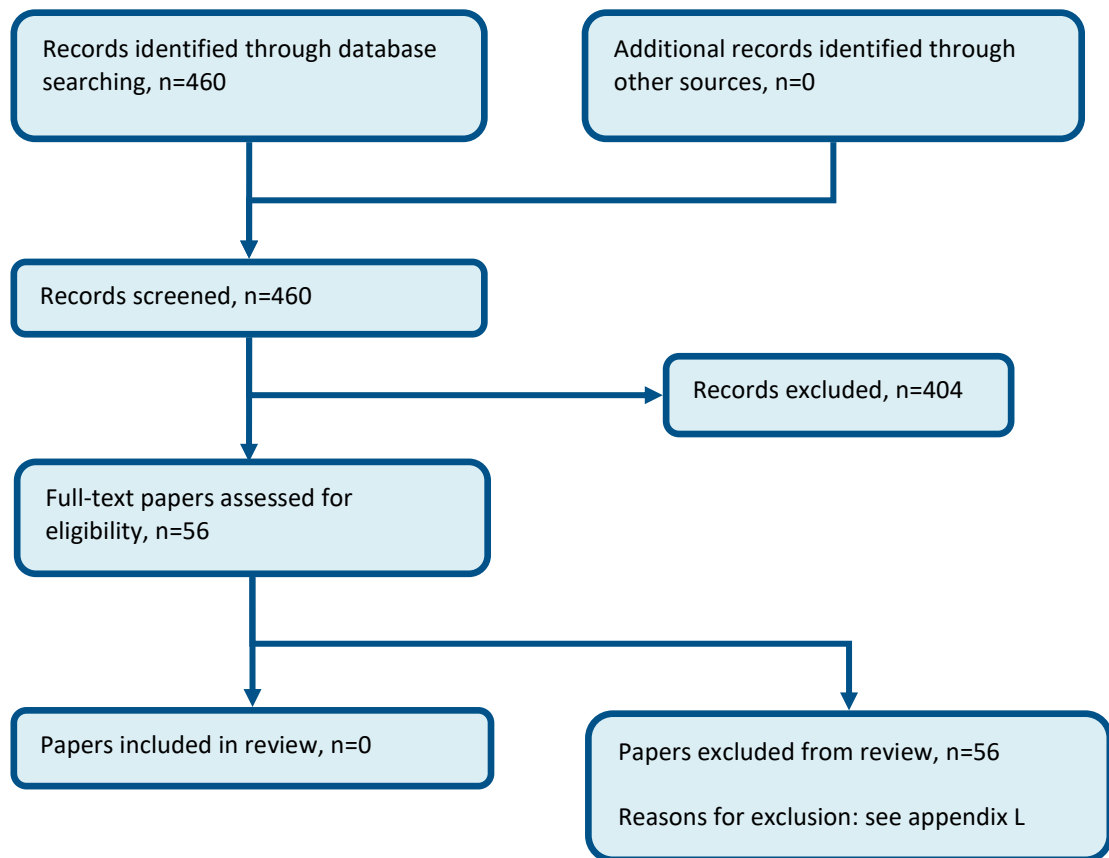 Records identified through database
searching, n=460
Additional records identified through
other sources, n=0
Records screened, n=460
Records excluded, n=404
Full-text papers assessed for
eligibility, n=56
Papers included in review, n=0
Papers excluded from review, n=56
Reasons for exclusion: see appendix L